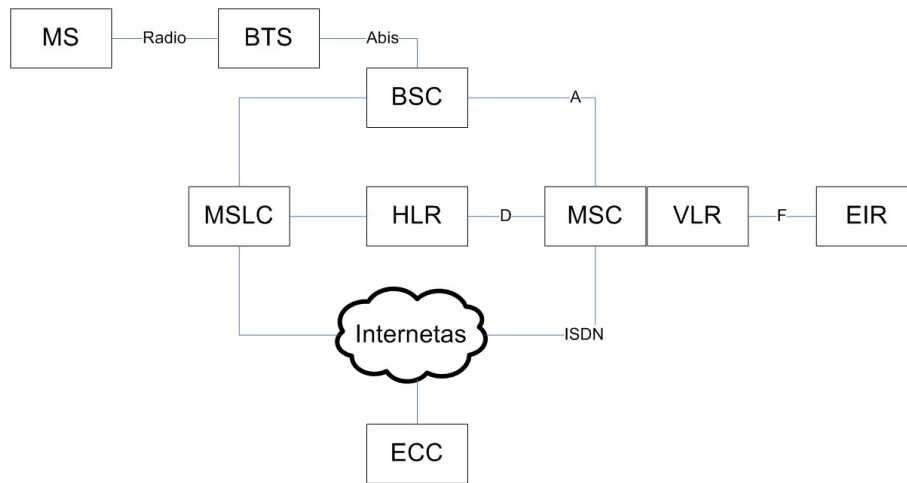 MS
Radio
BTS
Abis
BSC
A
MSLC
HLR
D
MSC
VLR
F
EIR
Internetas
ISDN
ECC